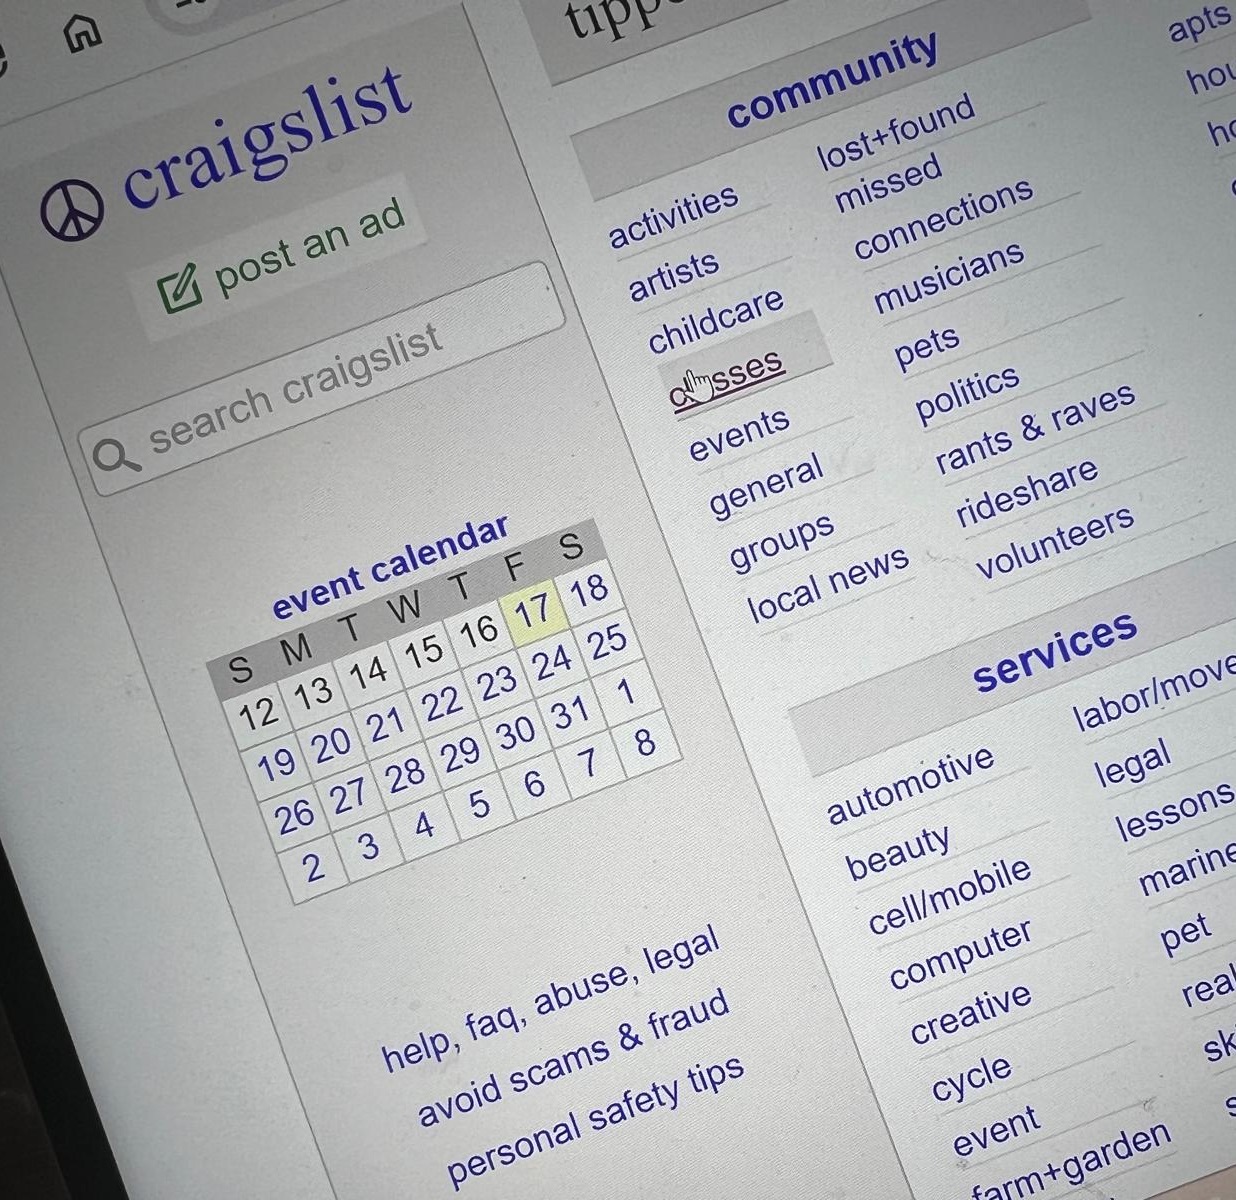 craigslist
post an ad
search craigslist
event calendar
S M T W T F S
12 13 14 15 16 17 18
19 20 21 22 23 24 25
26 27 28 29 30 31 1
2 3 4 5 6 7 8
help, faq, abuse, legal
avoid scams & fraud
personal safety tips
community
activities
artists
childcare
events
general
groups
local news
lost+found
missed
connections
musicians
pets
politics
rants & raves
rideshare
volunteers
services
automotive
beauty
cell/mobile
computer
creative
cycle
event
farm+garden
legal
lessons
marine
pet
apts